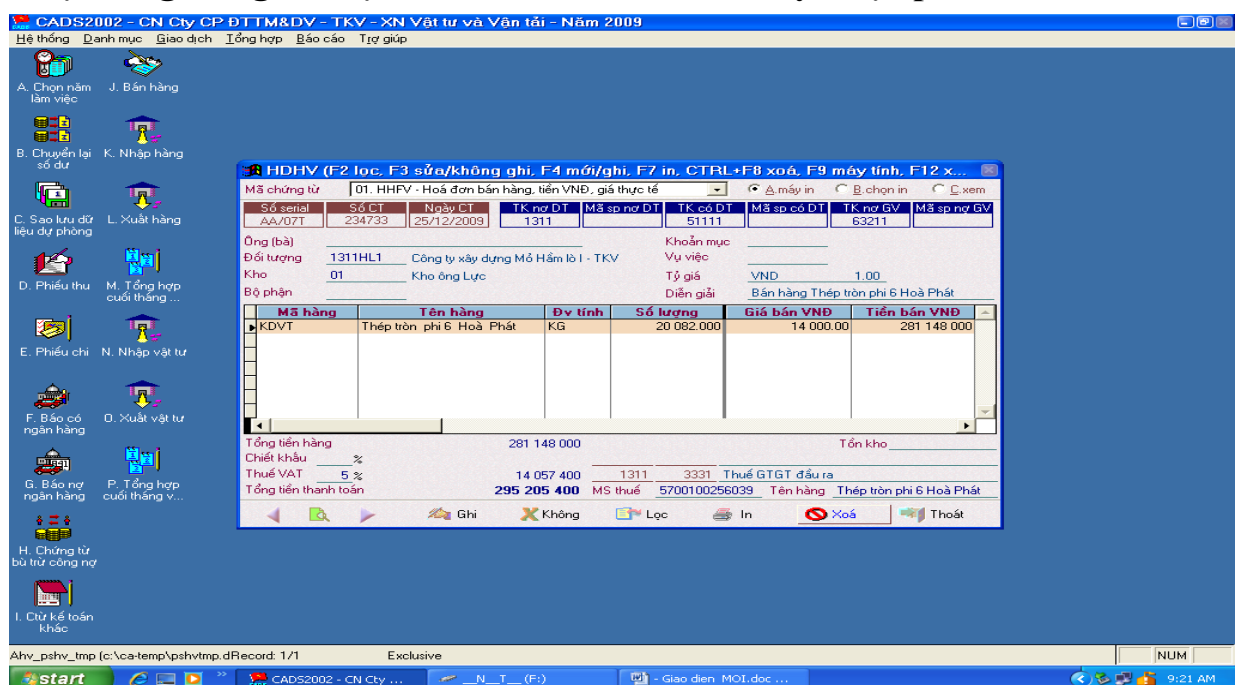 CADS2002 - CN Cty CP ĐTTM&DV - TKV - XN Vật tư và Vận tải - Năm 2009
Hệ thống Danh mục Giao dịch Tổng hợp Báo cáo Trợ giúp
A. Chọn năm làm việc
J. Bán hàng
B. Chuyển lại số dư
K. Nhập hàng
C. Sao lưu dữ liệu dự phòng
L. Xuất hàng
D. Phiếu thu
M. Tổng hợp cuối tháng ...
E. Phiếu chi
N. Nhập vật tư
F. Báo có ngân hàng
O. Xuất vật tư
G. Báo nợ ngân hàng
P. Tổng hợp cuối tháng v...
H. Chứng từ bù trừ công nợ
I. Ctừ kế toán khác
HDHV (F2 lọc, F3 sửa/không ghi, F4 mới/ghi, F7 in, CTRL+F8 xoá, F9 máy tính, F12 x...
Mã chứng từ 01. HHFV - Hoá đơn bán hàng, tiền VNĐ, giá thực tế A.máy in B.chọn in C.xem
Số serial Số CT Ngày CT TK nợ DT Mã sp nợ DT TK có DT Mã sp có DT TK nợ GV Mã sp nợ GV
AA/07T 234733 25/12/2009 1311 51111 63211
Ông (bà) Khoản mục
Đối tượng 1311HL1 Công ty xây dựng Mỏ Hầm lò I - TKV Vụ việc
Kho 01 Kho ông Lực Tỷ giá VND 1.00
Bộ phận Diễn giải Bán hàng Thép tròn phi 6 Hoà Phát
Mã hàng Tên hàng Đv tính Số lượng Giá bán VNĐ Tiền bán VNĐ
KDVT Thép tròn phi 6 Hoà Phát KG 20 082.000 14 000.00 281 148 000
Tổng tiền hàng 281 148 000 Tồn kho
Chiết khấu %
Thuế VAT 5 % 14 057 400 1311 3331 Thuế GTGT đầu ra
Tổng tiền thanh toán 295 205 400 MS thuế 5700100256039 Tên hàng Thép tròn phi 6 Hoà Phát
Ghi Không Lọc In Xoá Thoát
Ahv_pshv_tmp (c:\ca-temp\pshvtmp.dRecord: 1/1 Exclusive NUM
start CADS2002 - CN Cty ... __N__T__ (F:) - Giao dien MOI.doc ... 9:21 AM